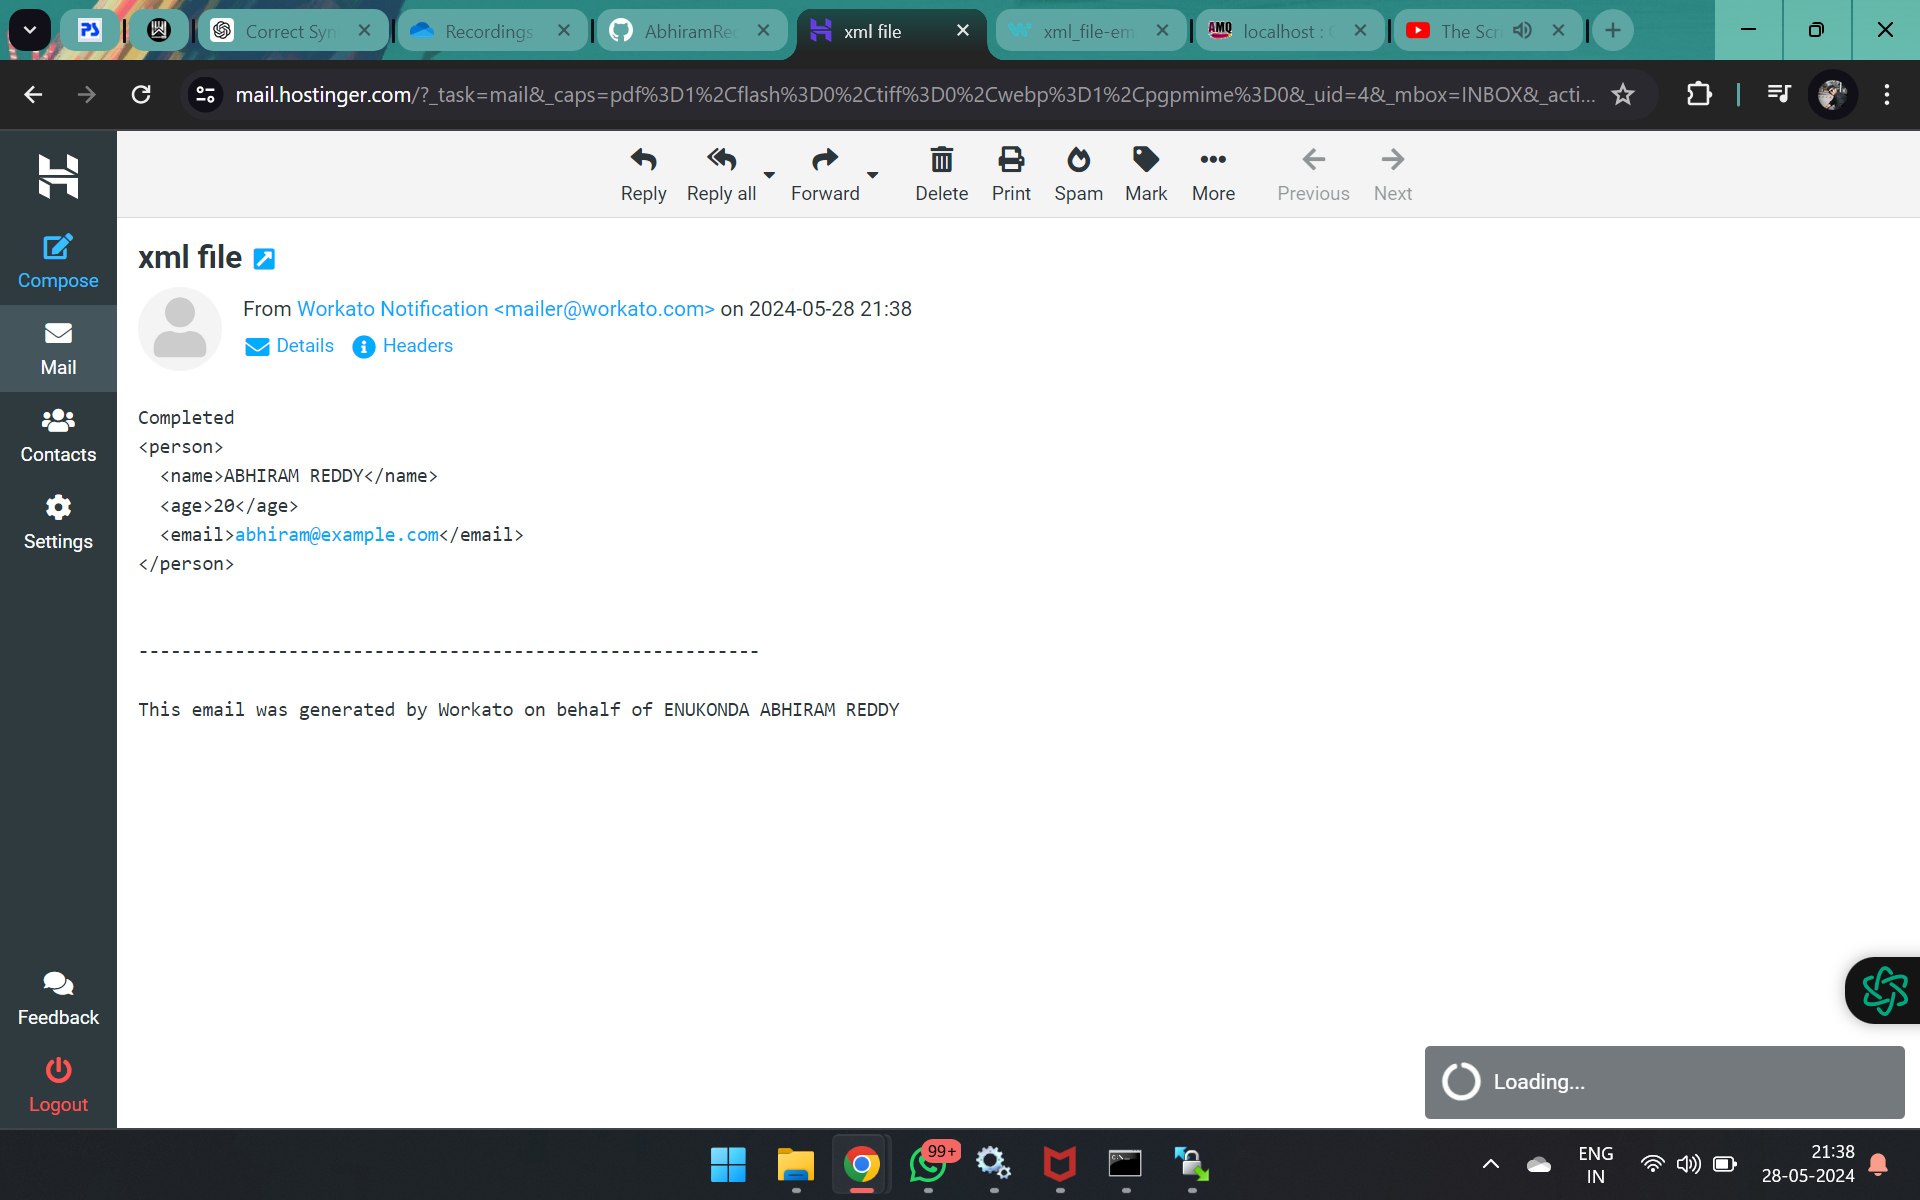 PS
Correct Syn
Recordings
AbhiramRe
xml file
xml_file-em
AMQ
localhost :
The Scr
mail.hostinger.com/?_task=mail&_caps=pdf%3D1%2Cflash%3D0%2Ctiff%3D0%2Cwebp%3D1%2Cpgpmime%3D0&_uid=4&_mbox=INBOX&_acti...
Reply
Reply all
Forward
Delete
Print
Spam
Mark
More
Previous
Next
Compose
Mail
Contacts
Settings
Feedback
Logout
xml file
From Workato Notification <mailer@workato.com> on 2024-05-28 21:38
Details
Headers
Completed
<person>
<name>ABHIRAM REDDY</name>
<age>20</age>
<email>abhiram@example.com</email>
</person>
----------------------------------------------------------
This email was generated by Workato on behalf of ENUKONDA ABHIRAM REDDY
Loading...
99+
ENG
IN
21:38
28-05-2024